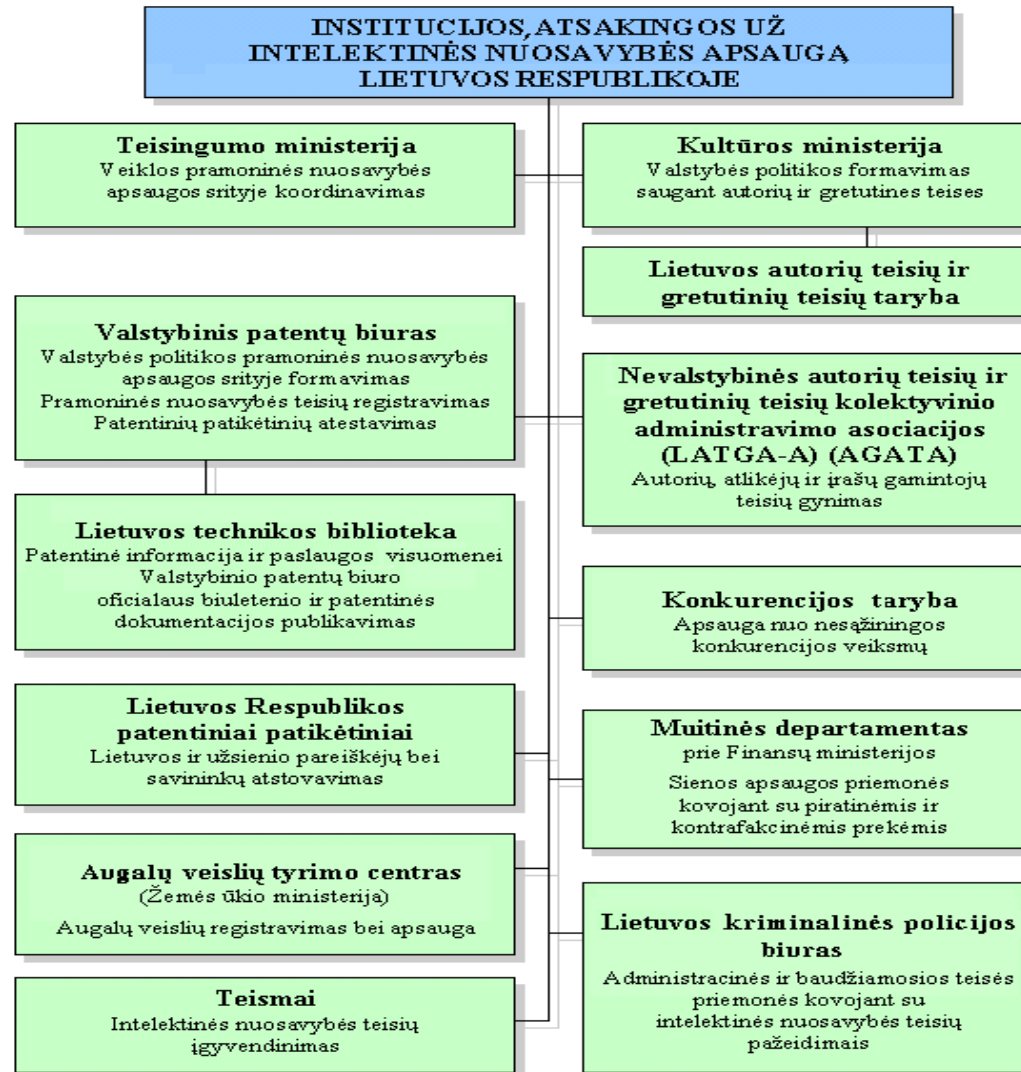 INSTITUCIJOS, ATSAKINGOS UŽ
INTELEKTINĖS NUOSAVYBĖS APSAUGĄ
LIETUVOS RESPUBLIKOJE
Teisingumo ministerija
Veiklos pramoninės nuosavybės
apsaugos srityje koordinavimas
Kultūros ministerija
Valstybės politikos formavimas
saugant autorių ir gretutines teises
Lietuvos autorių teisių ir
gretutinių teisių taryba
Valstybinis patentų biuras
Valstybės politikos pramoninės nuosavybės
apsaugos srityje formavimas
Pramoninės nuosavybės teisių registravimas
Patentinių patikėtinių atestavimas
Nevalstybinės autorių teisių ir
gretutinių teisių kolektyvinio
administravimo asociacijos
(LATGA-A) (AGATA)
Autorių, atlikėjų ir įrašų gamintojų
teisių gynimas
Lietuvos technikos biblioteka
Patentinė informacija ir paslaugos visuomenei
Valstybinio patentų biuro
oficialaus biuletenio ir patentinės
dokumentacijos publikavimas
Konkurencijos taryba
Apsauga nuo nesąžiningos
konkurencijos veiksmų
Lietuvos Respublikos
patentiniai patikėtiniai
Lietuvos ir užsienio pareiškėjų bei
savininkų atstovavimas
Muitinės departamentas
prie Finansų ministerijos
Sienos apsaugos priemonės
kovojant su piratinėmis ir
kontrafakcinėmis prekėmis
Augalų veislių tyrimo centras
(Žemės ūkio ministerija)
Augalų veislių registravimas bei apsauga
Lietuvos kriminalinės policijos
biuras
Administracinės ir baudžiamosios teisės
priemonės kovojant su
intelektinės nuosavybės teisių
pažeidimais
Teismai
Intelektinės nuosavybės teisių
įgyvendinimas